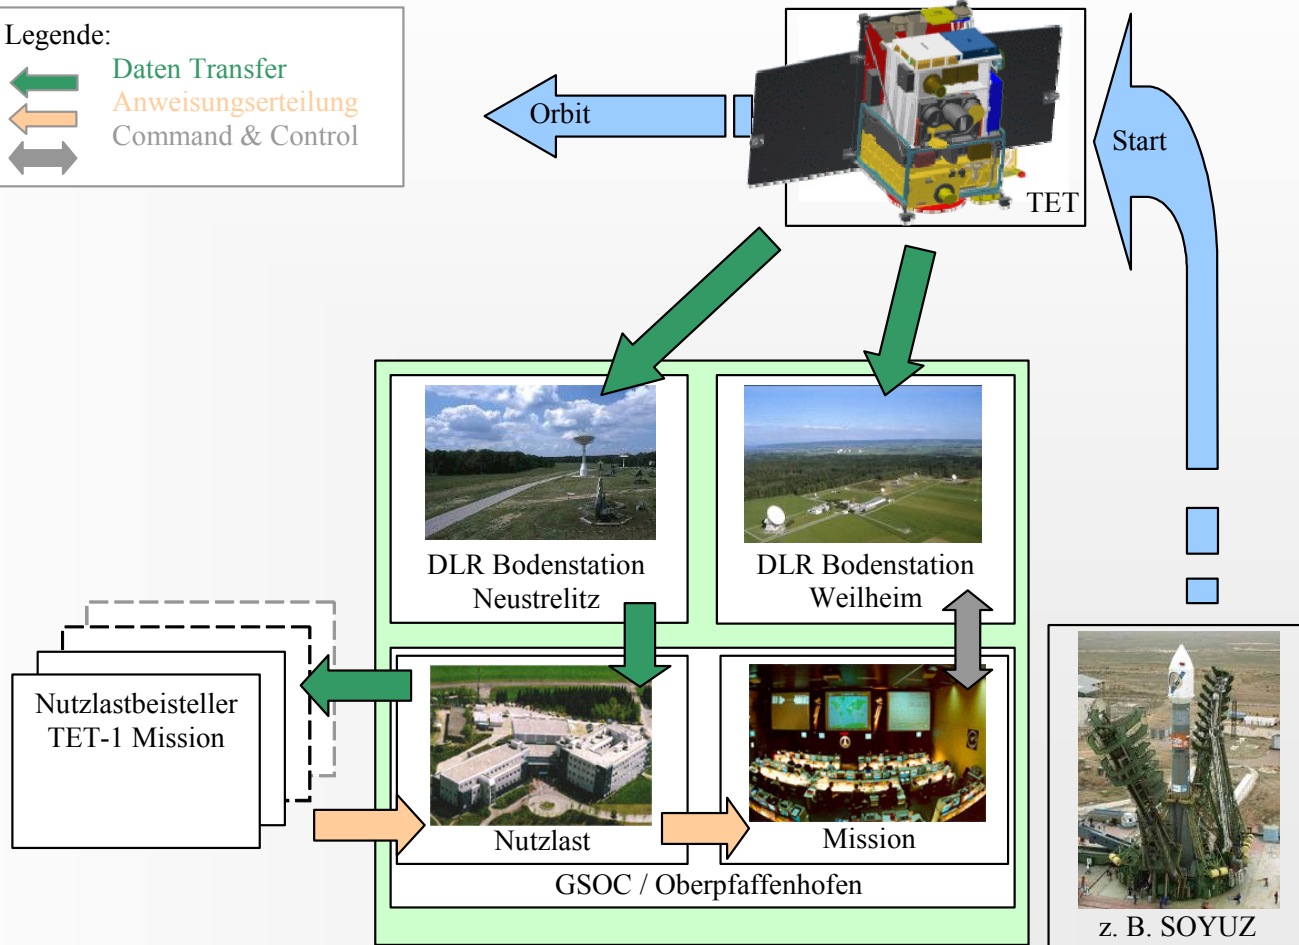 Legende:
Daten Transfer
Anweisungserteilung
Command & Control
Orbit
Start
TET
DLR Bodenstation
Neustrelitz
DLR Bodenstation
Weilheim
Nutzlastbeisteller
TET-1 Mission
Nutzlast
Mission
GSOC / Oberpfaffenhofen
z. B. SOYUZ